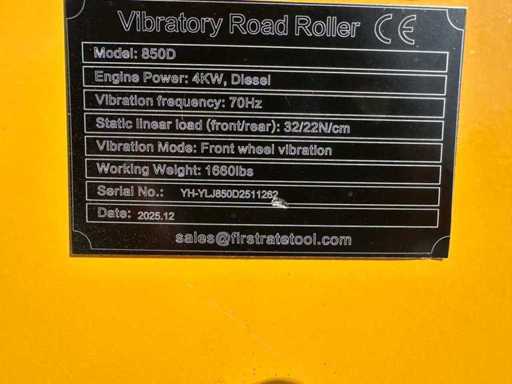 Vibratory Road Roller CE
Model: 850D
Engine Power: 4KW, Diesel
Vibration frequency: 70Hz
Static linear load (front/rear): 32/22N/cm
Vibration Mode: Front wheel vibration
Working Weight: 1660lbs
Serial No.: YH-YLJ850D2511262
Date: 2025.12
sales@firstratetool.com